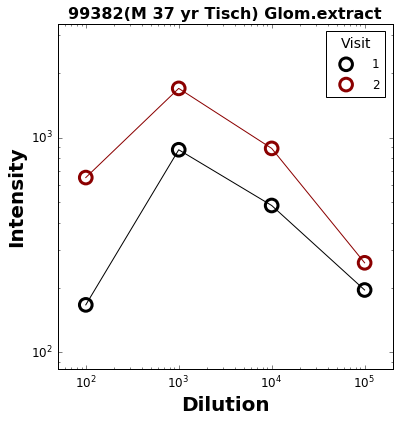 99382(M 37 yr Tisch) Glom.extract
Visit
1
2
Intensity
10³
10²
10² 10³ 10⁴ 10⁵
Dilution